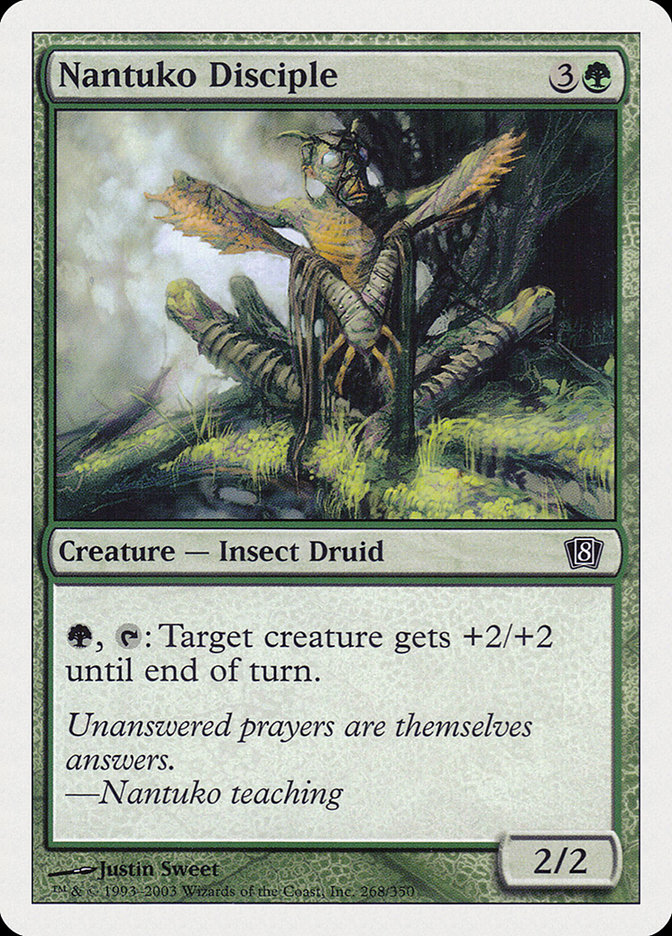 Nantuko Disciple 3
Creature — Insect Druid 8
, : Target creature gets +2/+2
until end of turn.
Unanswered prayers are themselves
answers.
—Nantuko teaching
2/2
Justin Sweet
™ & © 1993–2003 Wizards of the Coast, Inc. 268/350